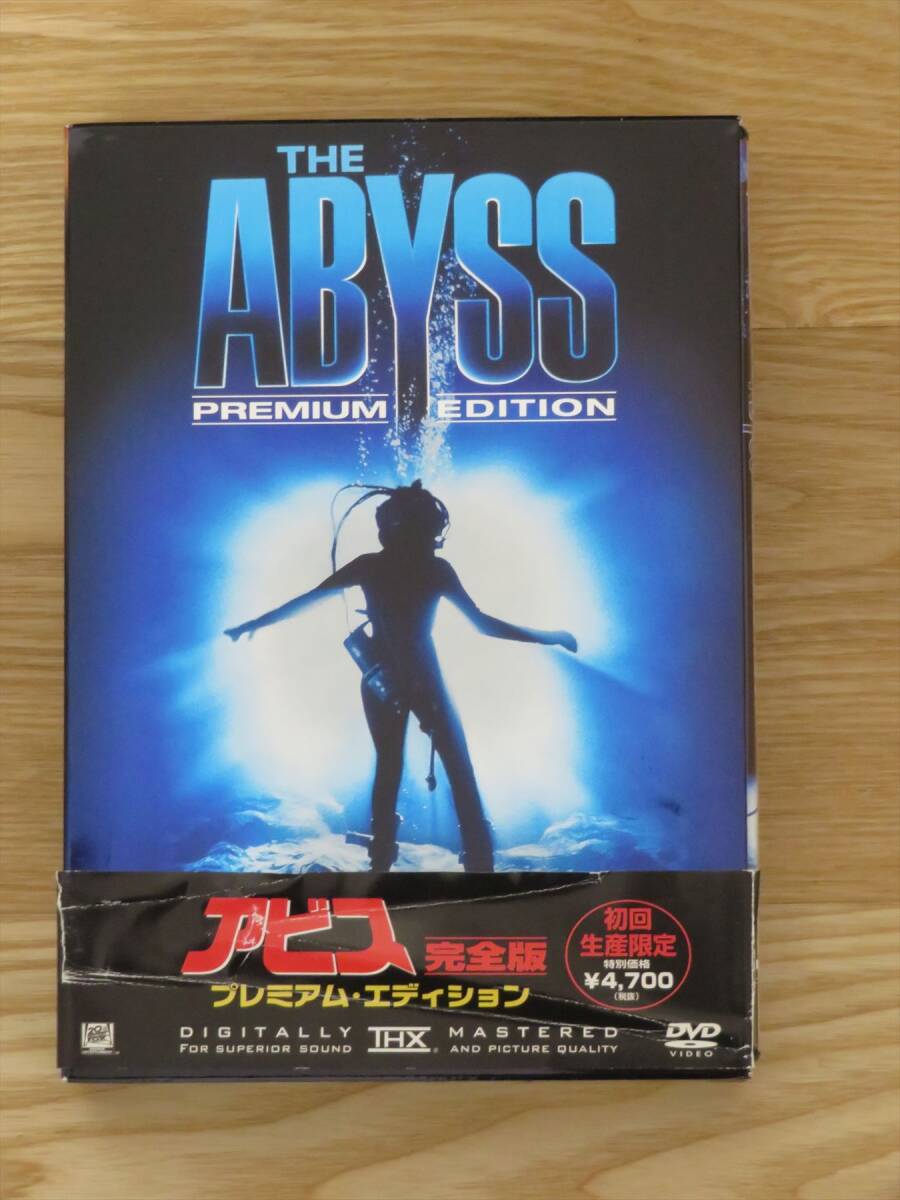 THE
ABYSS
PREMIUM EDITION
アビス 完全版
プレミアム・エディション
初回
生産限定
特別価格
¥4,700
(税抜)
DIGITALLY THX MASTERED
FOR SUPERIOR SOUND AND PICTURE QUALITY
DVD
VIDEO